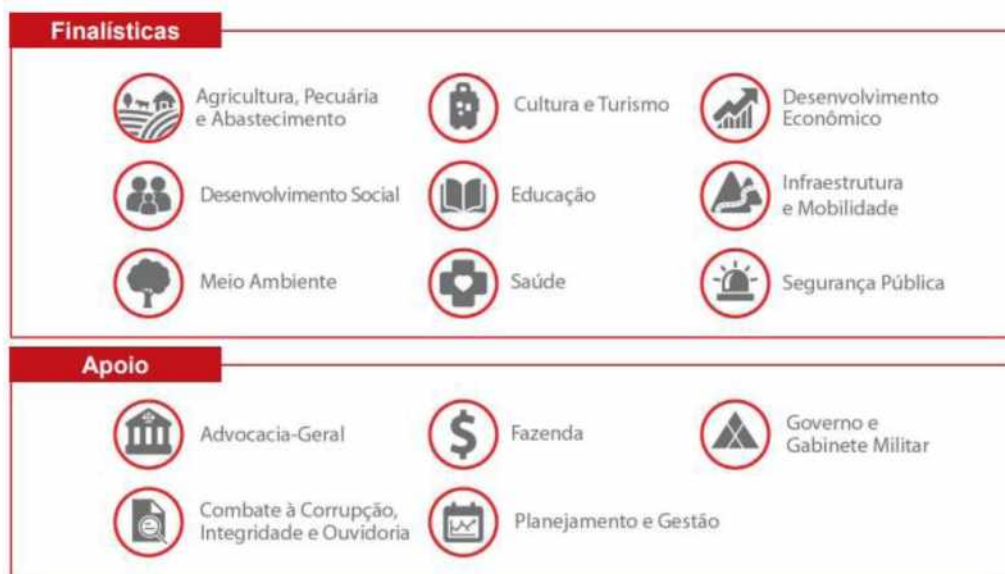 Finalísticas
Agricultura, Pecuária
e Abastecimento
Cultura e Turismo
Desenvolvimento
Econômico
Desenvolvimento Social
Educação
Infraestrutura
e Mobilidade
Meio Ambiente
Saúde
Segurança Pública
Apoio
Advocacia-Geral
Fazenda
Governo e
Gabinete Militar
Combate à Corrupção,
Integridade e Ouvidoria
Planejamento e Gestão